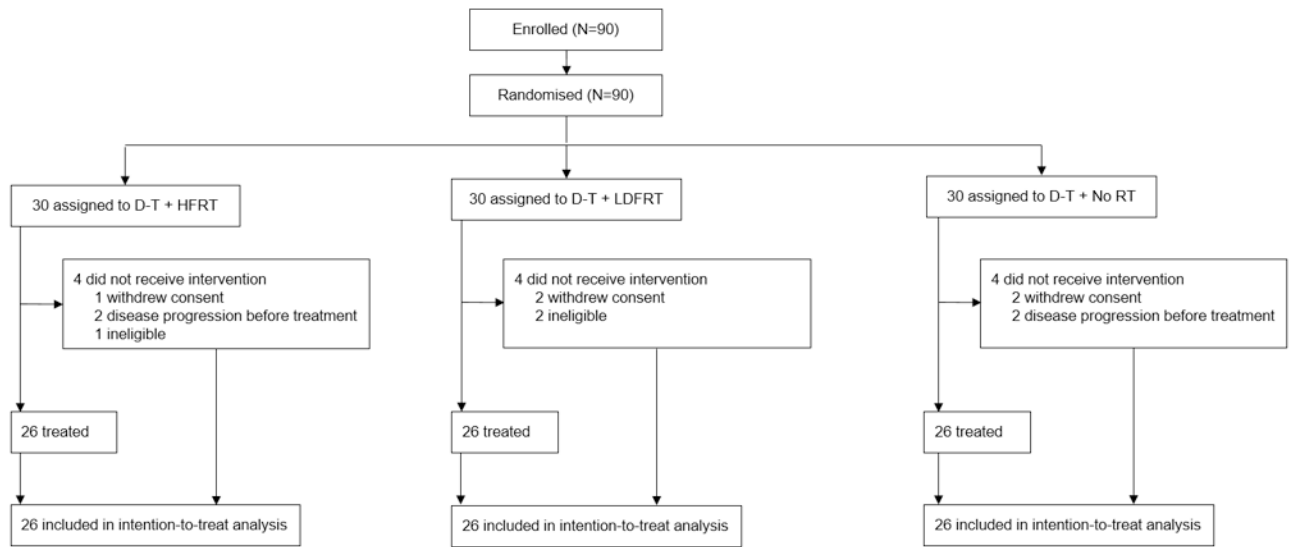 Enrolled (N=90)
Randomised (N=90)
30 assigned to D-T + HFRT
4 did not receive intervention
1 withdrew consent
2 disease progression before treatment
1 ineligible
26 treated
26 included in intention-to-treat analysis
30 assigned to D-T + LDFRT
4 did not receive intervention
2 withdrew consent
2 ineligible
26 treated
26 included in intention-to-treat analysis
30 assigned to D-T + No RT
4 did not receive intervention
2 withdrew consent
2 disease progression before treatment
26 treated
26 included in intention-to-treat analysis